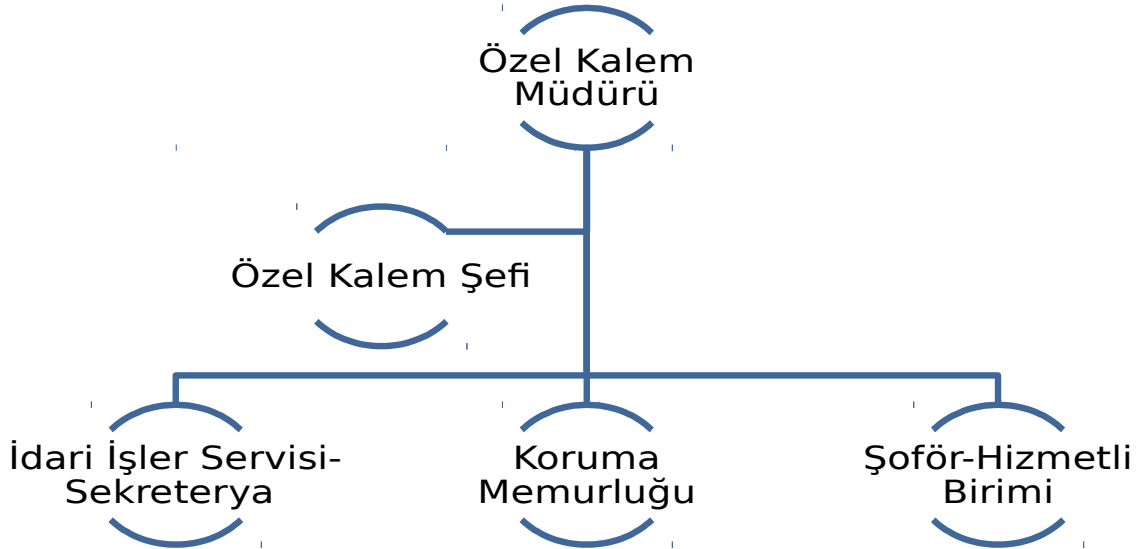 Özel Kalem
Müdürü
Özel Kalem Şefi
İdari İşler Servisi-
Sekreterya
Koruma
Memurluğu
Şoför-Hizmetli
Birimi